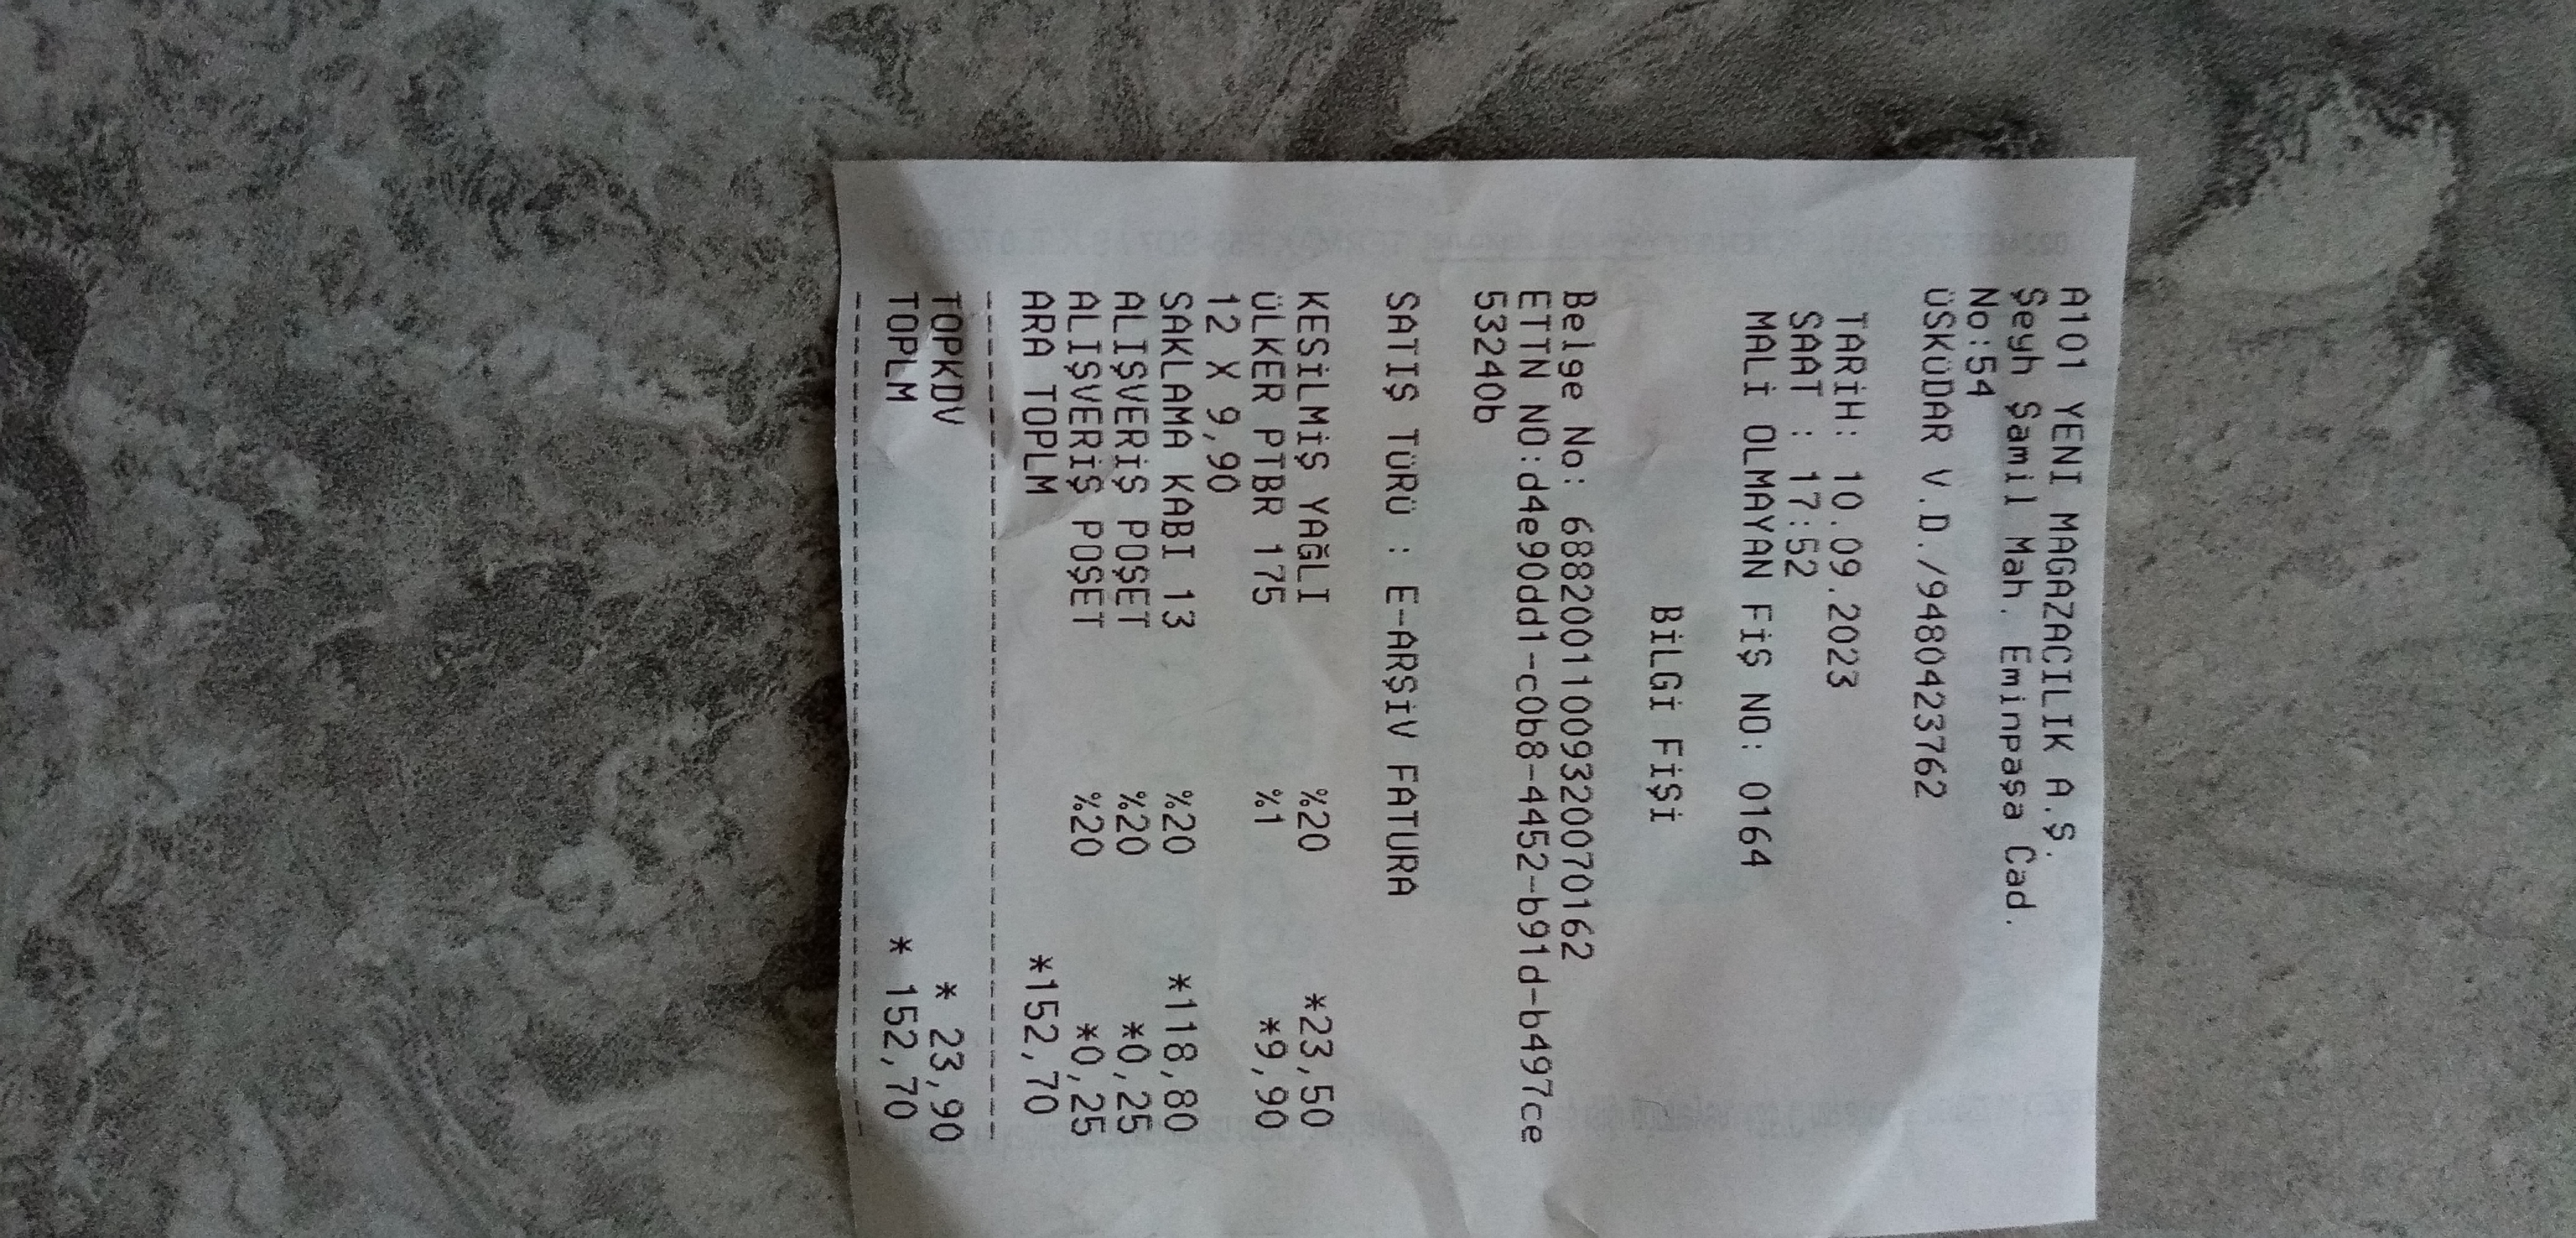 A101 YENI MAGAZACILIK A.Ş.
Şeyh Şamil Mah. Eminpaşa Cad.
No:54
ÜSKÜDAR V.D./9480423762
TARİH: 10.09.2023
SAAT : 17:52
MALİ OLMAYAN FİŞ NO: 0164
BİLGİ FİŞİ
Belge No: 6882001100932007​0162
ETTN NO:d4e90dd1-c0b8-4452-b91d-b497ce
53240b
SATIŞ TÜRÜ : E-ARŞİV FATURA
KESİLMİŞ YAĞLI %20 *23,50
ÜLKER PTBR 175 %1 *9,90
12 X 9,90
SAKLAMA KABI 13 %20 *118,80
ALIŞVERİŞ POŞET %20 *0,25
ALIŞVERİŞ POŞET %20 *0,25
ARA TOPLM *152,70
TOPKDV * 23,90
TOPLM * 152,70